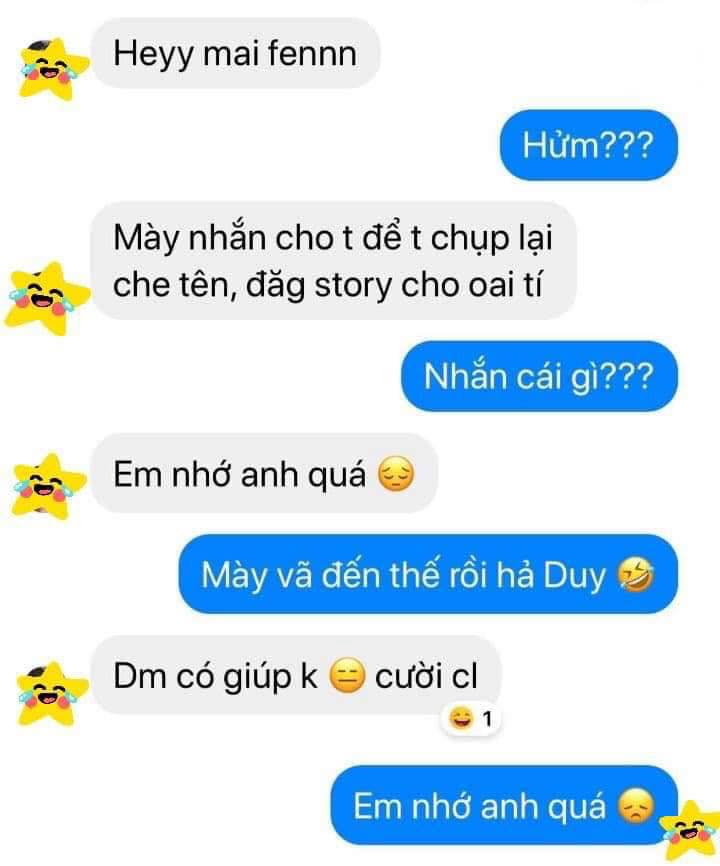 Heyy mai fennn
Hửm???
Mày nhắn cho t để t chụp lại
che tên, đăg story cho oai tí
Nhắn cái gì???
Em nhớ anh quá 😔
Mày vã đến thế rồi hả Duy 🤣
Dm có giúp k 😑 cười cl
😄 1
Em nhớ anh quá 😞